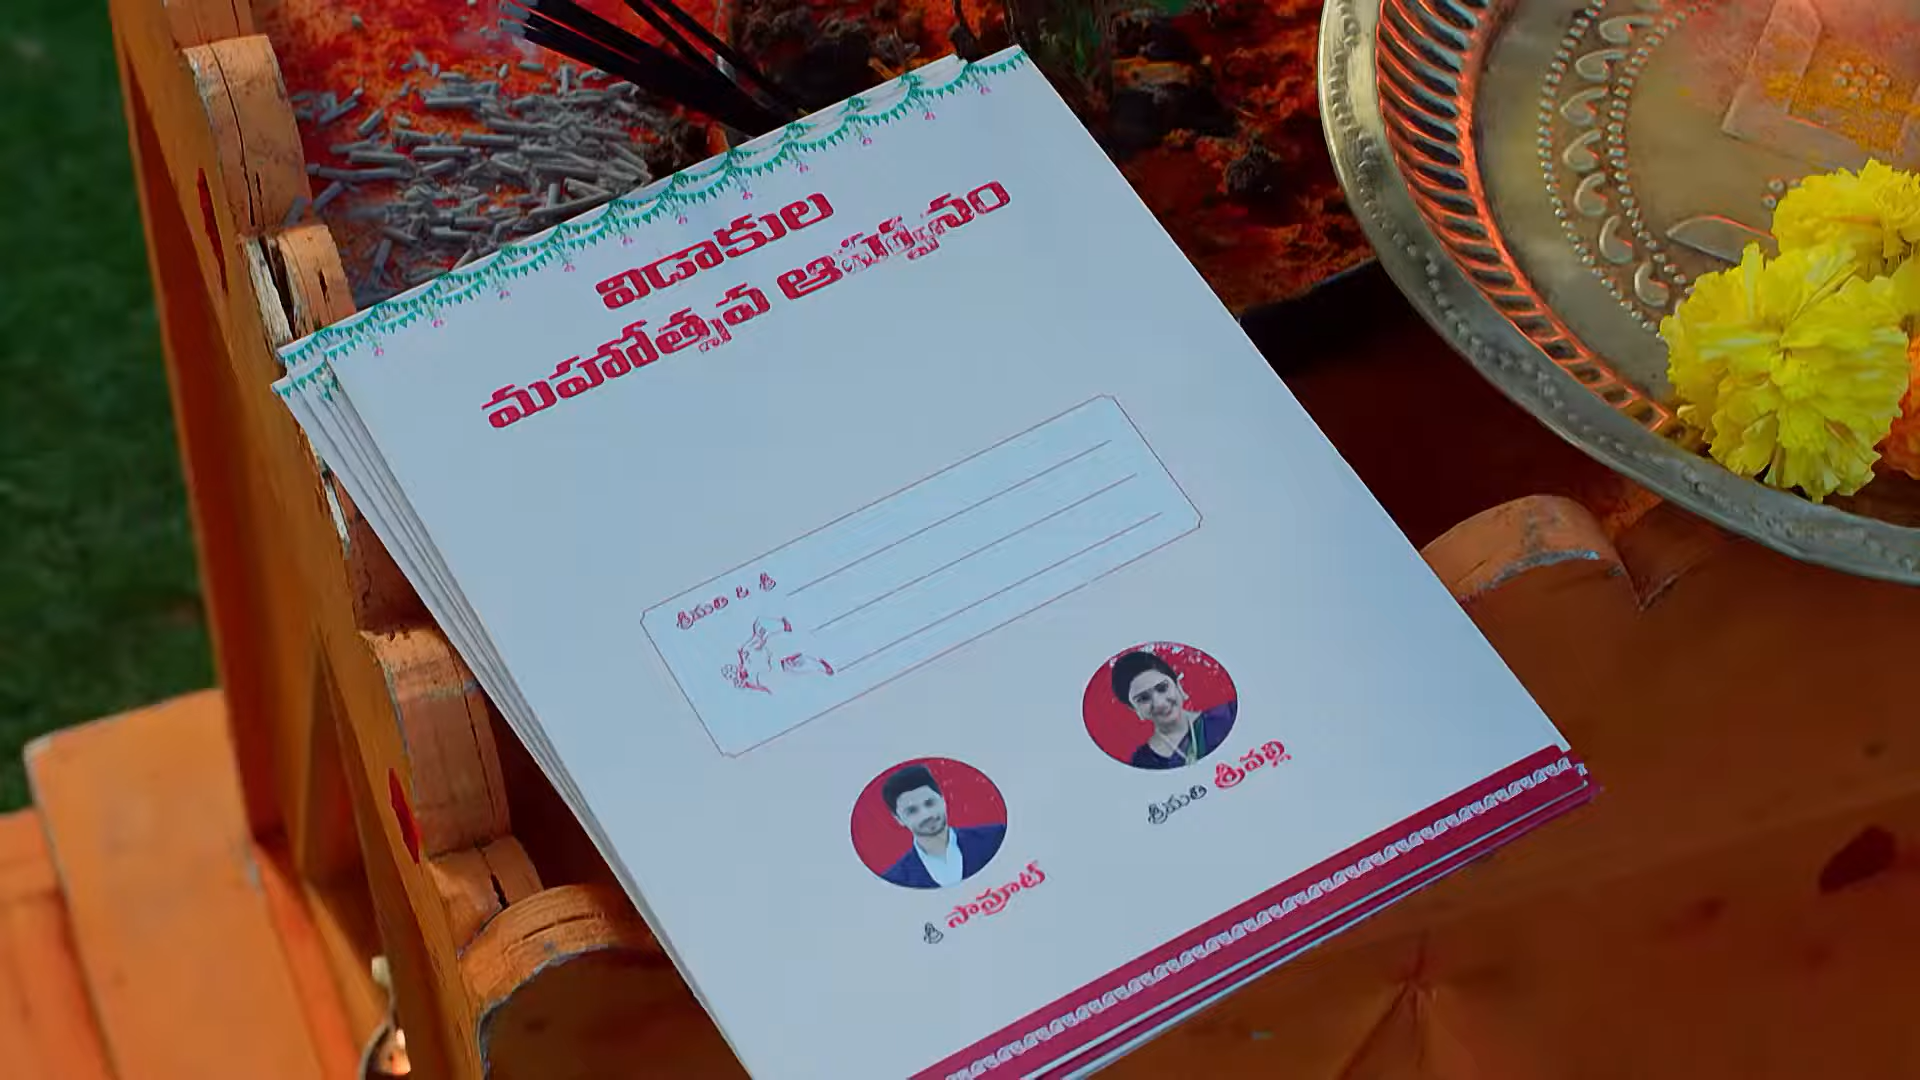 విడాకుల
మహోత్సవ ఆహ్వానం
శ్రీమతి & శ్రీ
శ్రీమతి శ్రీవల్లి
శ్రీ సామ్రాట్